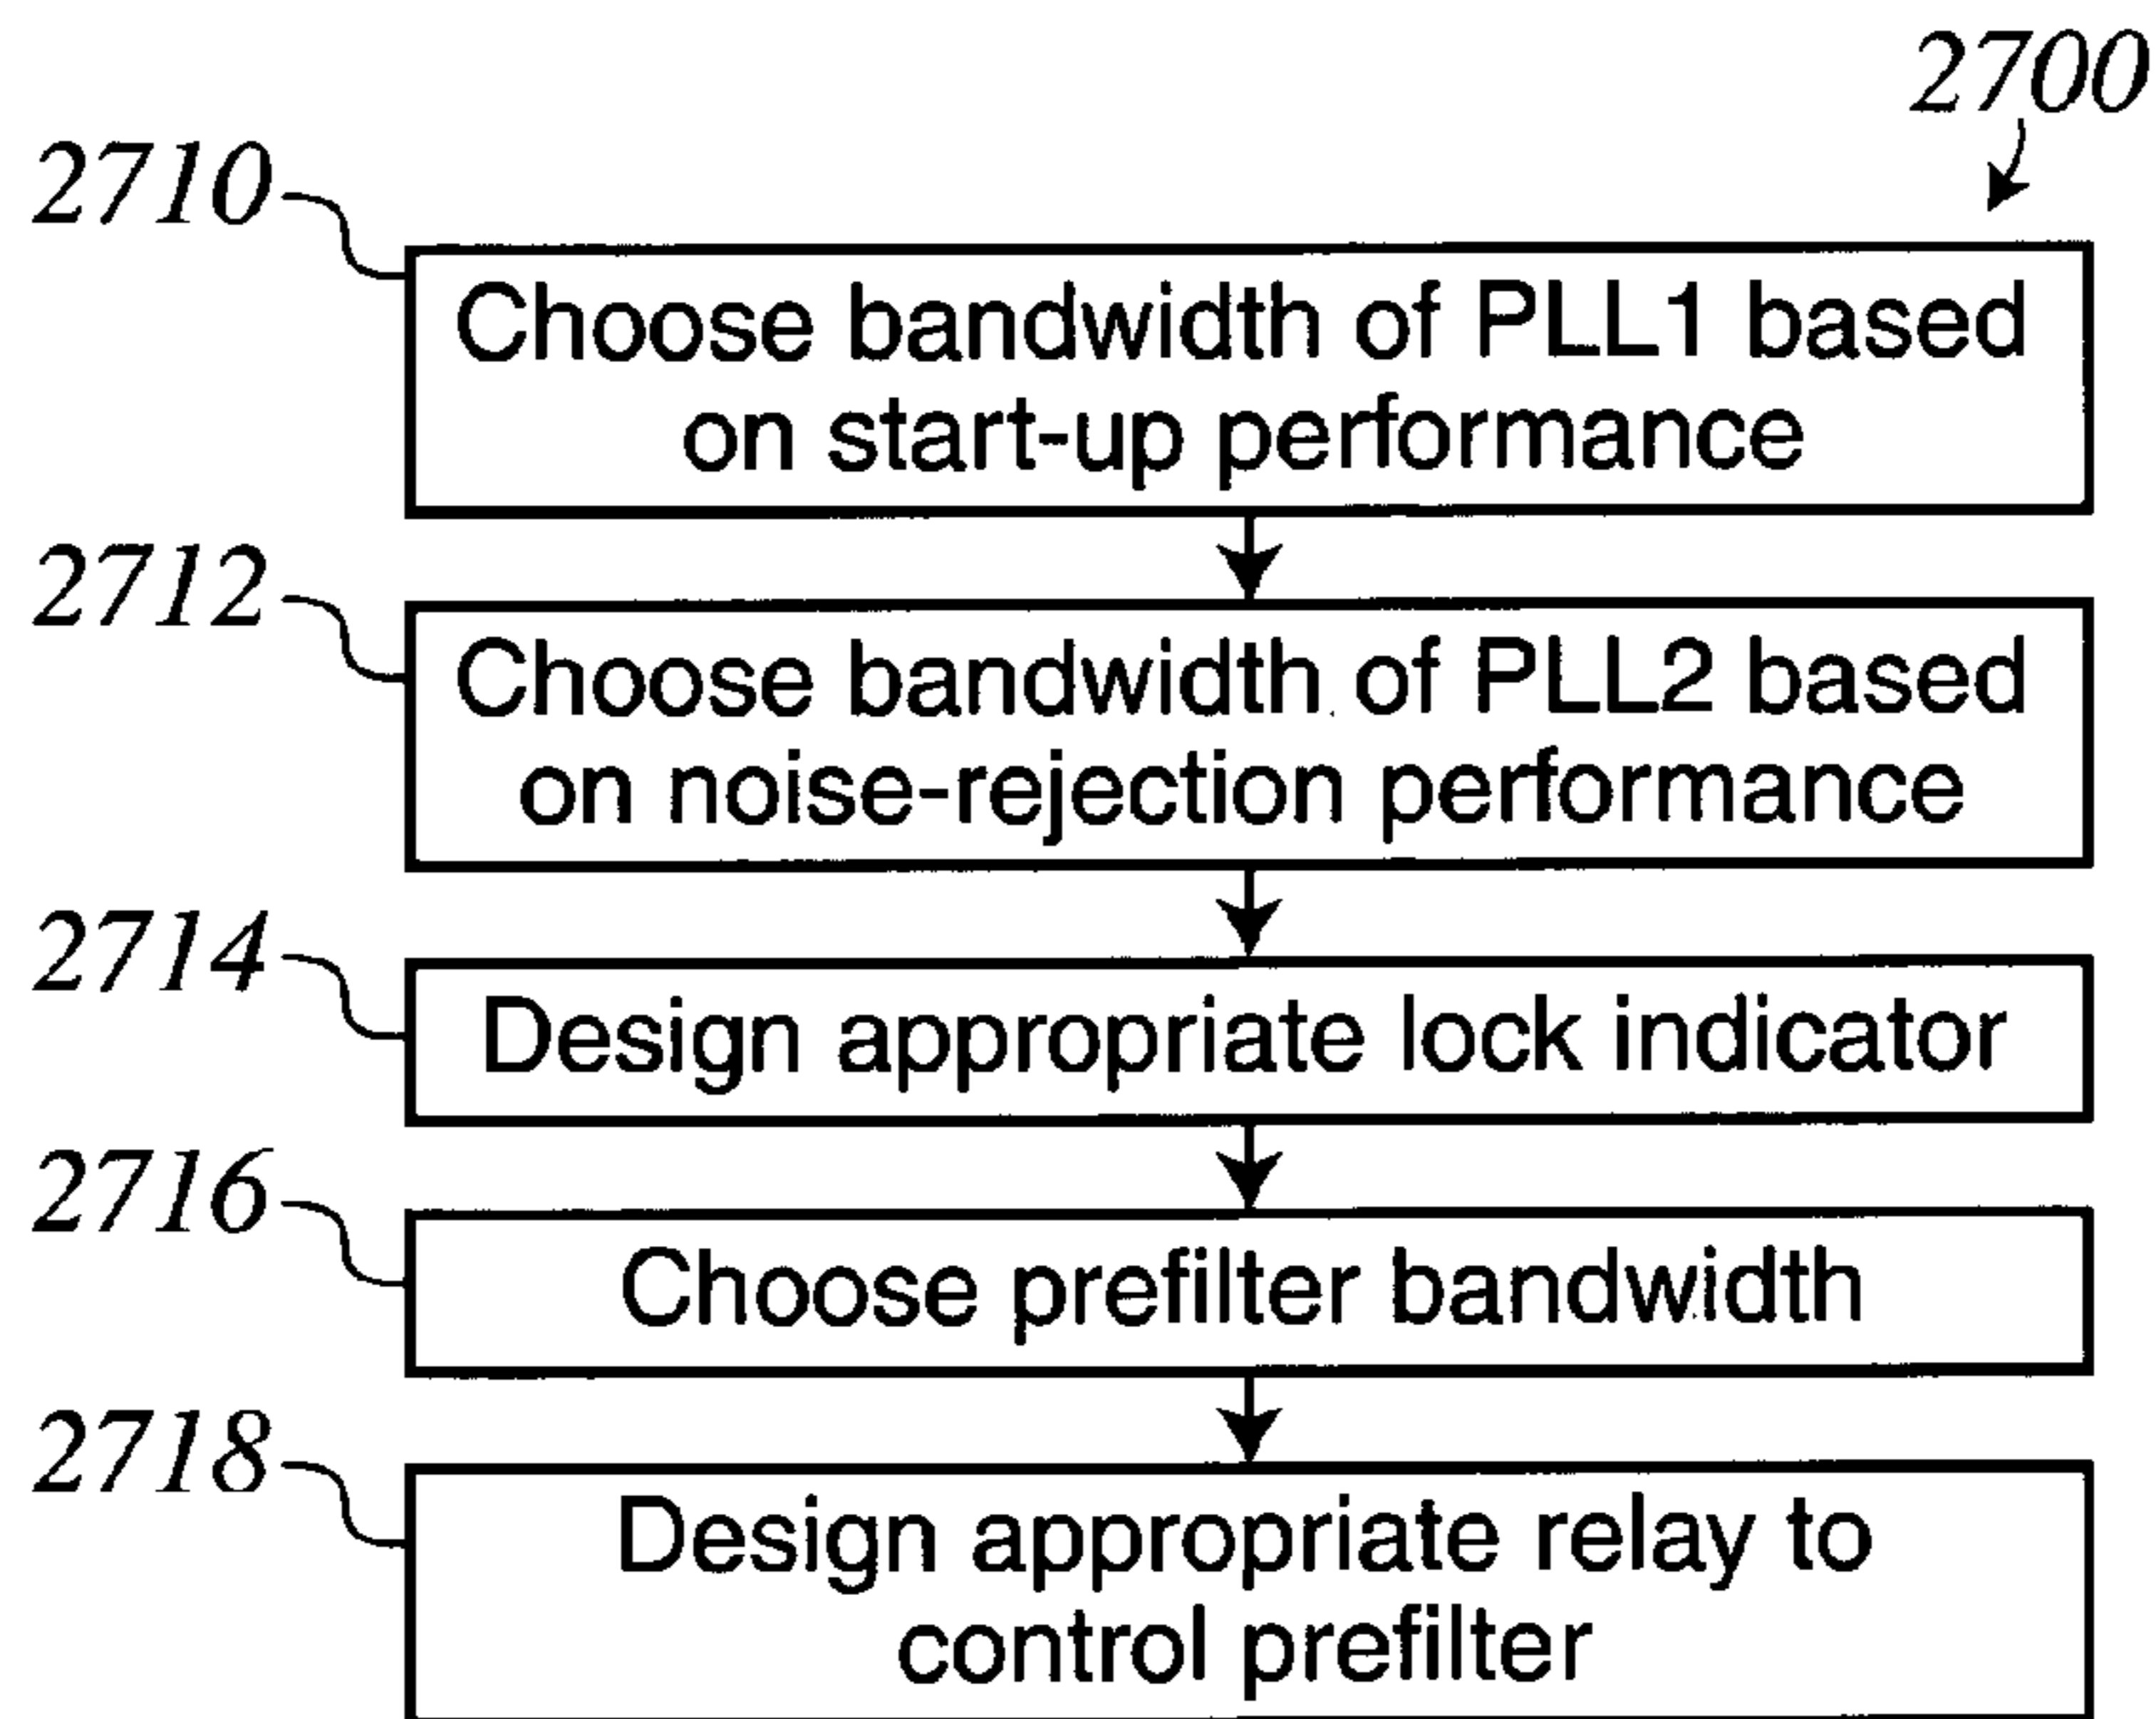 2700
2710
Choose bandwidth of PLL1 based
on start-up performance
2712
Choose bandwidth of PLL2 based
on noise-rejection performance
2714
Design appropriate lock indicator
2716
Choose prefilter bandwidth
2718
Design appropriate relay to
control prefilter